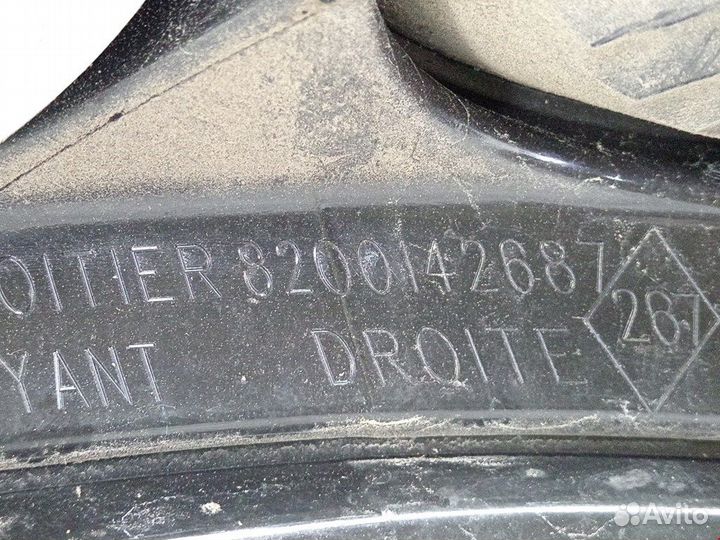 OITIER 8200142687
YANT DROITE 267
Avito